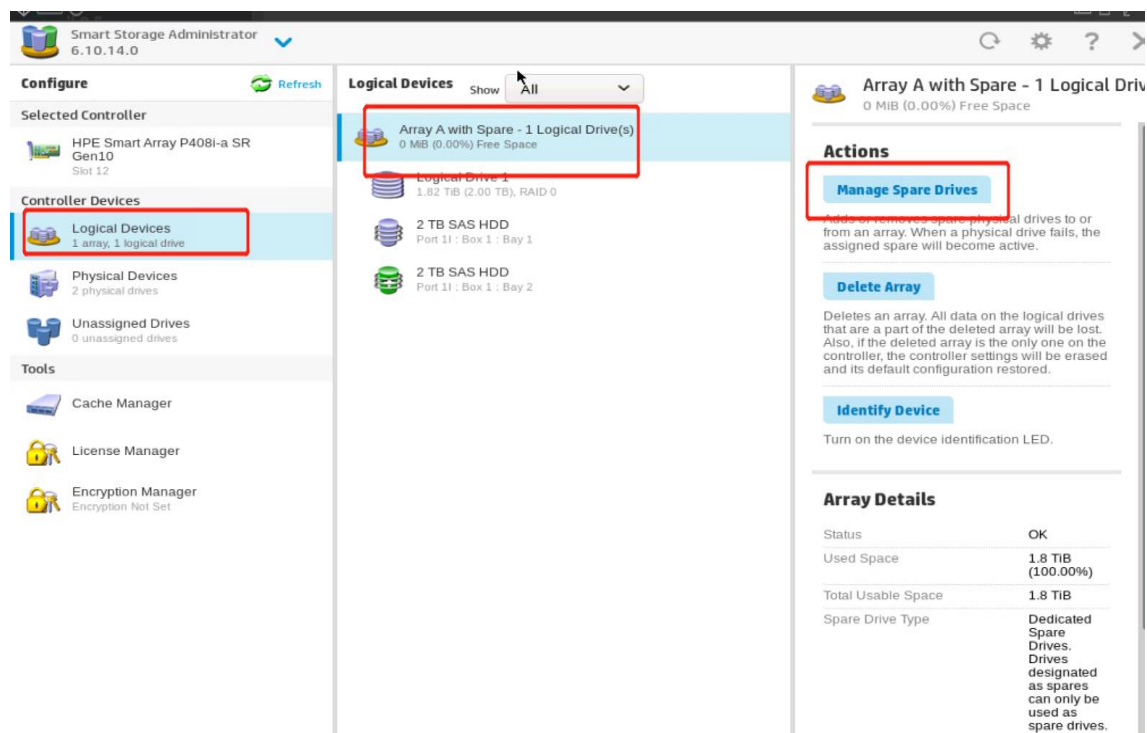 Smart Storage Administrator
6.10.14.0
Configure
Refresh
Selected Controller
HPE Smart Array P408i-a SR
Gen10
Slot 12
Controller Devices
Logical Devices
1 array, 1 logical drive
Physical Devices
2 physical drives
Unassigned Drives
0 unassigned drives
Tools
Cache Manager
License Manager
Encryption Manager
Encryption Not Set
Logical Devices Show All
Array A with Spare - 1 Logical Drive(s)
0 MiB (0.00%) Free Space
Logical Drive 1
1.82 TiB (2.00 TB), RAID 0
2 TB SAS HDD
Port 1I : Box 1 : Bay 1
2 TB SAS HDD
Port 1I : Box 1 : Bay 2
Array A with Spare - 1 Logical Driv
0 MiB (0.00%) Free Space
Actions
Manage Spare Drives
Adds or removes spare physical drives to or
from an array. When a physical drive fails, the
assigned spare will become active.
Delete Array
Deletes an array. All data on the logical drives
that are a part of the deleted array will be lost.
Also, if the deleted array is the only one on the
controller, the controller settings will be erased
and its default configuration restored.
Identify Device
Turn on the device identification LED.
Array Details
Status OK
Used Space 1.8 TiB
(100.00%)
Total Usable Space 1.8 TiB
Spare Drive Type Dedicated
Spare
Drives.
Drives
designated
as spares
can only be
used as
spare drives.